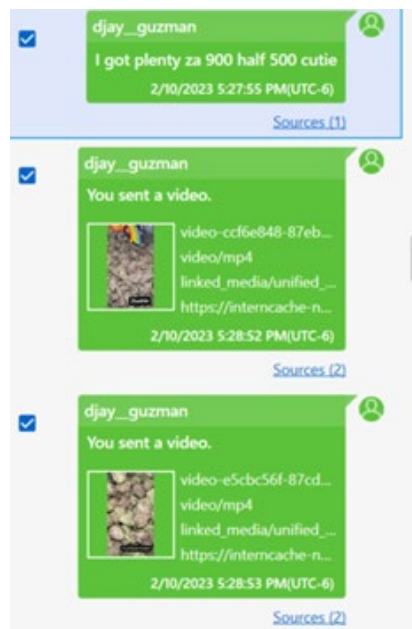 djay__guzman
I got plenty za 900 half 500 cutie
2/10/2023 5:27:55 PM(UTC-6)
Sources (1)
djay__guzman
You sent a video.
video-ccf6e848-87eb...
video/mp4
linked_media/unified_...
https://interncache-n...
2/10/2023 5:28:52 PM(UTC-6)
Sources (2)
djay__guzman
You sent a video.
video-e5cbc56f-87cd...
video/mp4
linked_media/unified_...
https://interncache-n...
2/10/2023 5:28:53 PM(UTC-6)
Sources (2)